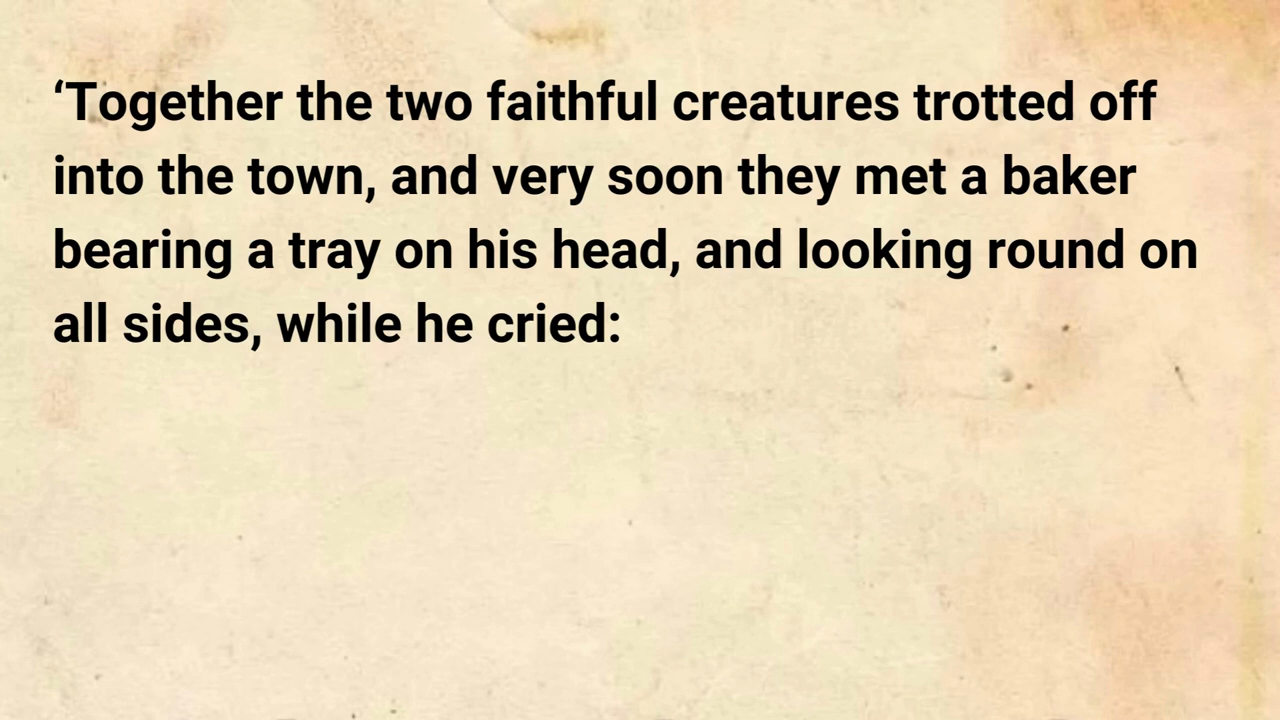 ‘Together the two faithful creatures trotted off
into the town, and very soon they met a baker
bearing a tray on his head, and looking round on
all sides, while he cried: